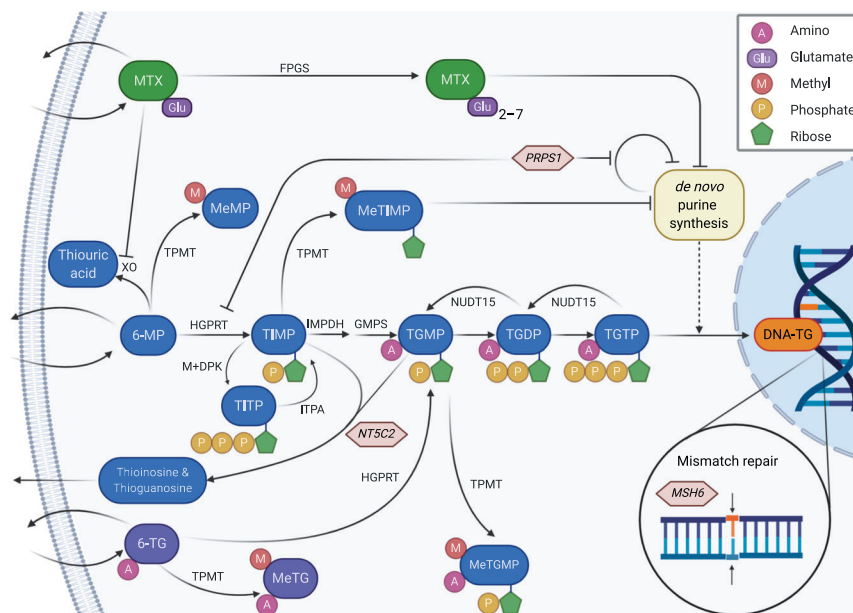 A Amino
Glu Glutamate
M Methyl
P Phosphate
Ribose
MTX
Glu
FPGS
MTX
Glu 2–7
PRPS1
de novo
purine
synthesis
M
MeMP
TPMT
M
MeTIMP
TPMT
Thiouric
acid
XO
6-MP
HGPRT
TIMP
P
IMPDH
GMPS
TGMP
A
P
NUDT15
TGDP
A
P P
NUDT15
TGTP
A
P P P
DNA-TG
M+DPK
TITP
P P P
ITPA
NT5C2
Thioinosine &
Thioguanosine
HGPRT
TPMT
6-TG
A
TPMT
M
MeTG
A
M
MeTGMP
A
P
Mismatch repair
MSH6